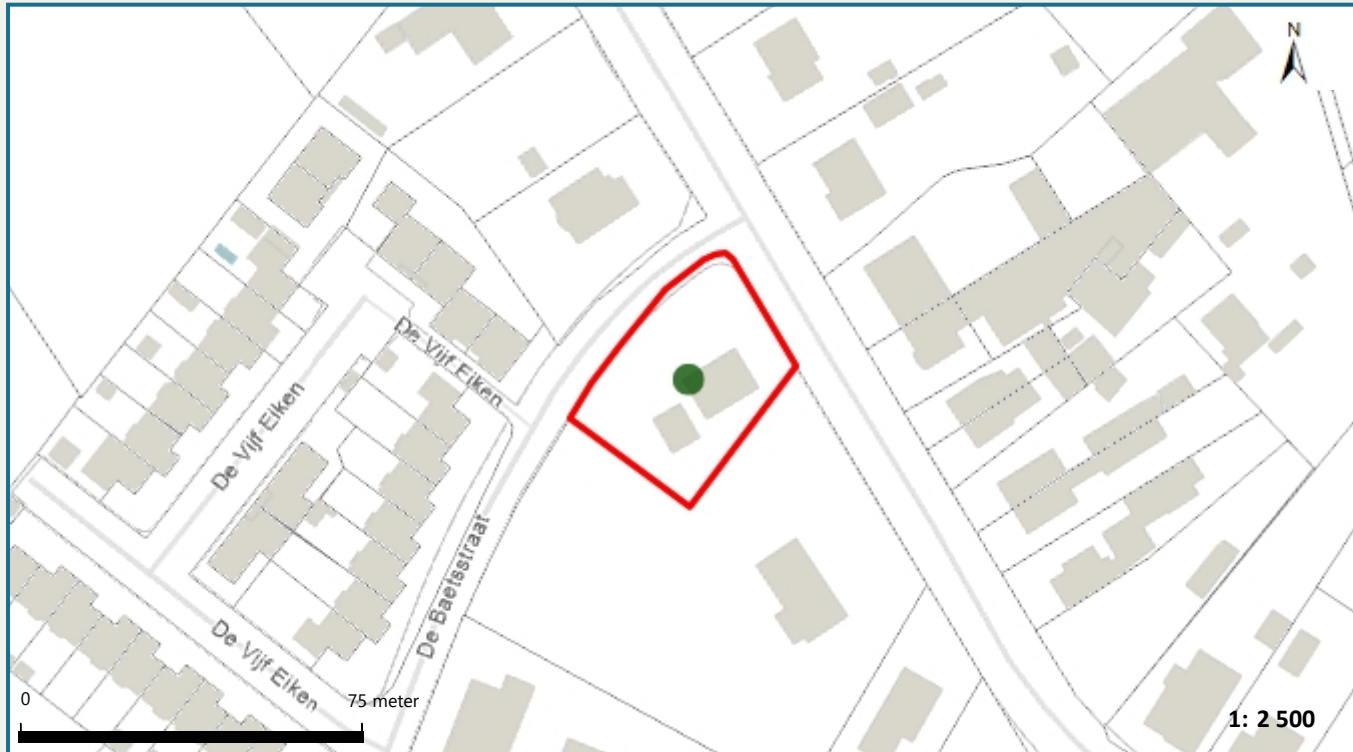 N
De Vijf Eiken
De Vijf Eiken
De Baetsstraat
De Vijf Eiken
0 75 meter
1: 2 500